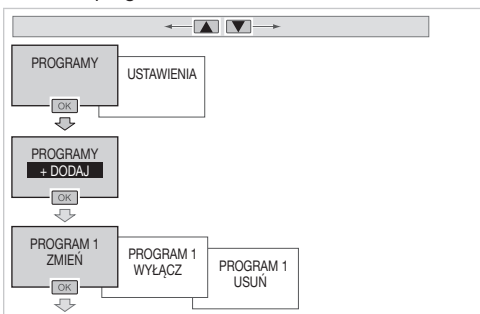 PROGRAMY
USTAWIENIA
OK
PROGRAMY
+ DODAJ
OK
PROGRAM 1
ZMIEŃ
PROGRAM 1
WYŁĄCZ
PROGRAM 1
USUŃ
OK